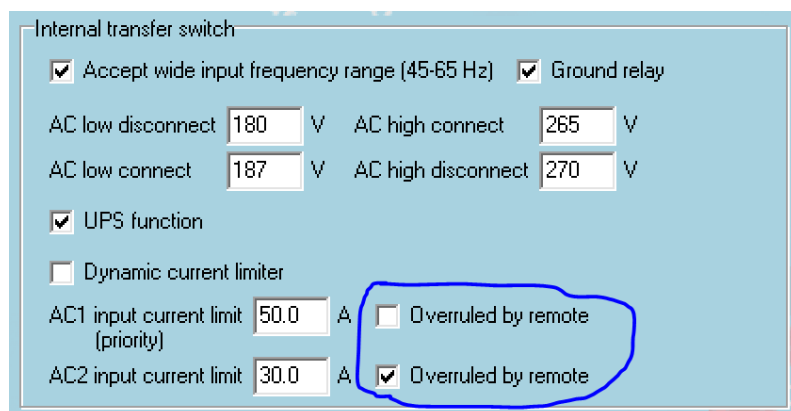 Internal transfer switch
Accept wide input frequency range (45-65 Hz) Ground relay
AC low disconnect 180 V AC high connect 265 V
AC low connect 187 V AC high disconnect 270 V
UPS function
Dynamic current limiter
AC1 input current limit 50.0 A Overruled by remote
(priority)
AC2 input current limit 30.0 A Overruled by remote